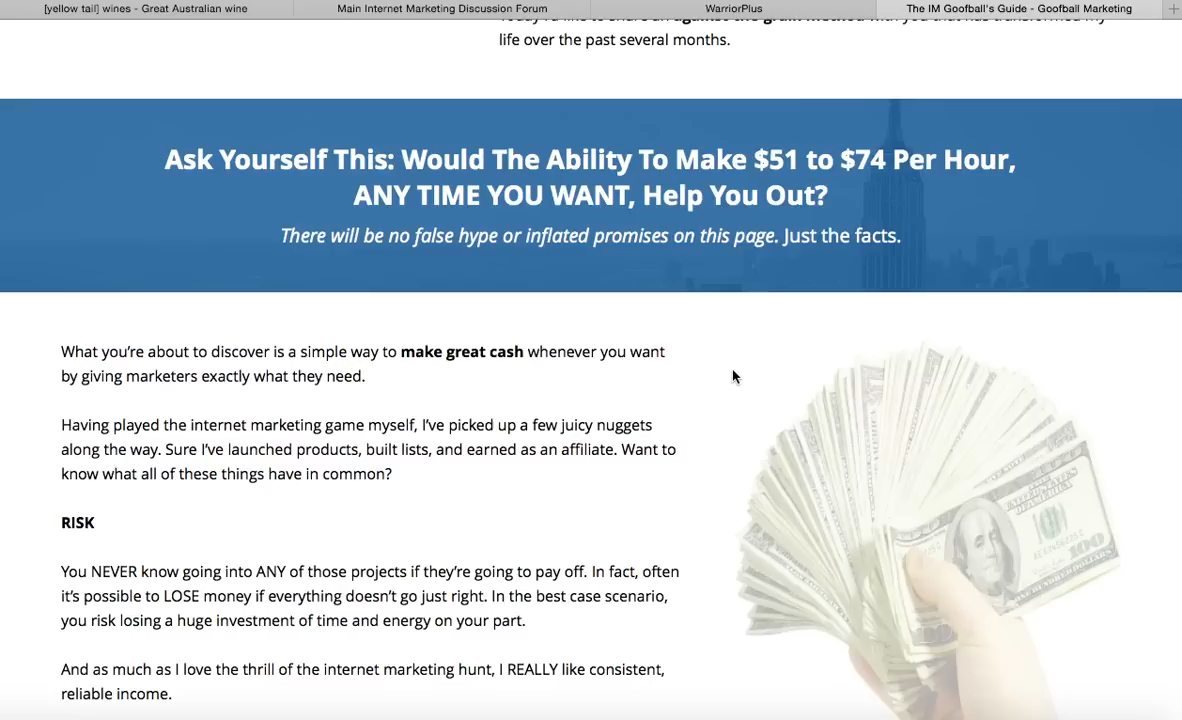 [yellow tail] wines - Great Australian wine
Main Internet Marketing Discussion Forum
WarriorPlus
The IM Goofball's Guide - Goofball Marketing
life over the past several months.
Ask Yourself This: Would The Ability To Make $51 to $74 Per Hour,
ANY TIME YOU WANT, Help You Out?
There will be no false hype or inflated promises on this page. Just the facts.
What you’re about to discover is a simple way to make great cash whenever you want
by giving marketers exactly what they need.
Having played the internet marketing game myself, I’ve picked up a few juicy nuggets
along the way. Sure I’ve launched products, built lists, and earned as an affiliate. Want to
know what all of these things have in common?
RISK
You NEVER know going into ANY of those projects if they’re going to pay off. In fact, often
it’s possible to LOSE money if everything doesn’t go just right. In the best case scenario,
you risk losing a huge investment of time and energy on your part.
And as much as I love the thrill of the internet marketing hunt, I REALLY like consistent,
reliable income.
100